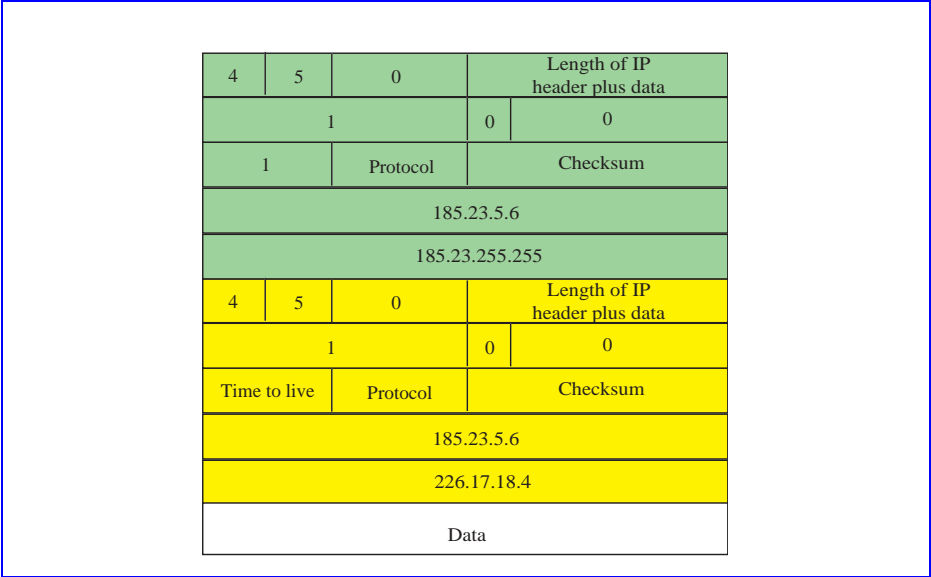 4 5 0 Length of IP
header plus data
1 0 0
1 Protocol Checksum
185.23.5.6
185.23.255.255
4 5 0 Length of IP
header plus data
1 0 0
Time to live Protocol Checksum
185.23.5.6
226.17.18.4
Data